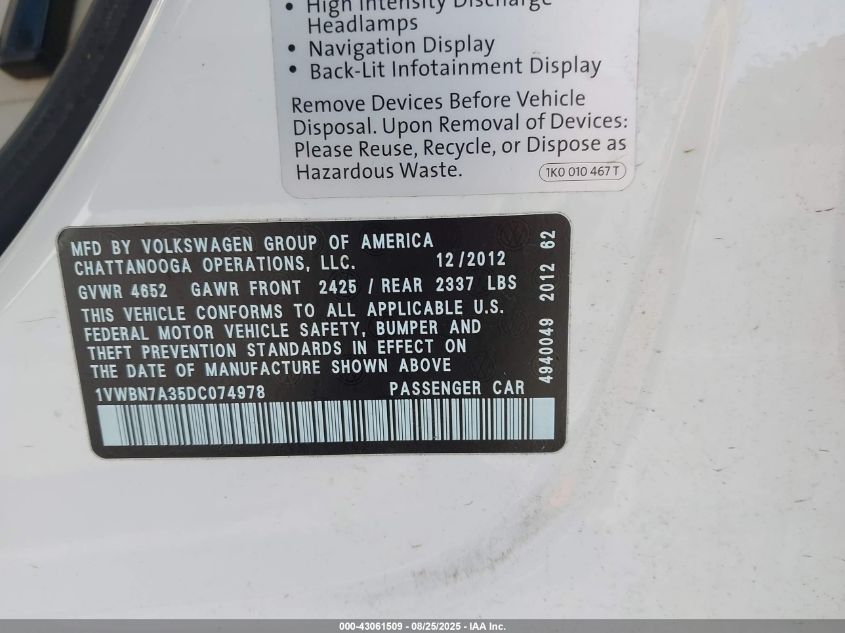 • High Intensity Discharge
Headlamps
• Navigation Display
• Back-Lit Infotainment Display
Remove Devices Before Vehicle
Disposal. Upon Removal of Devices:
Please Reuse, Recycle, or Dispose as
Hazardous Waste.
1K0 010 467 T
MFD BY VOLKSWAGEN GROUP OF AMERICA
CHATTANOOGA OPERATIONS, LLC. 12/2012
GVWR 4652 GAWR FRONT 2425 / REAR 2337 LBS
THIS VEHICLE CONFORMS TO ALL APPLICABLE U.S.
FEDERAL MOTOR VEHICLE SAFETY, BUMPER AND
THEFT PREVENTION STANDARDS IN EFFECT ON
THE DATE OF MANUFACTURE SHOWN ABOVE
1VWBN7A35DC074978 PASSENGER CAR
4940049 2012 62
000-43061509 - 08/25/2025 - IAA Inc.